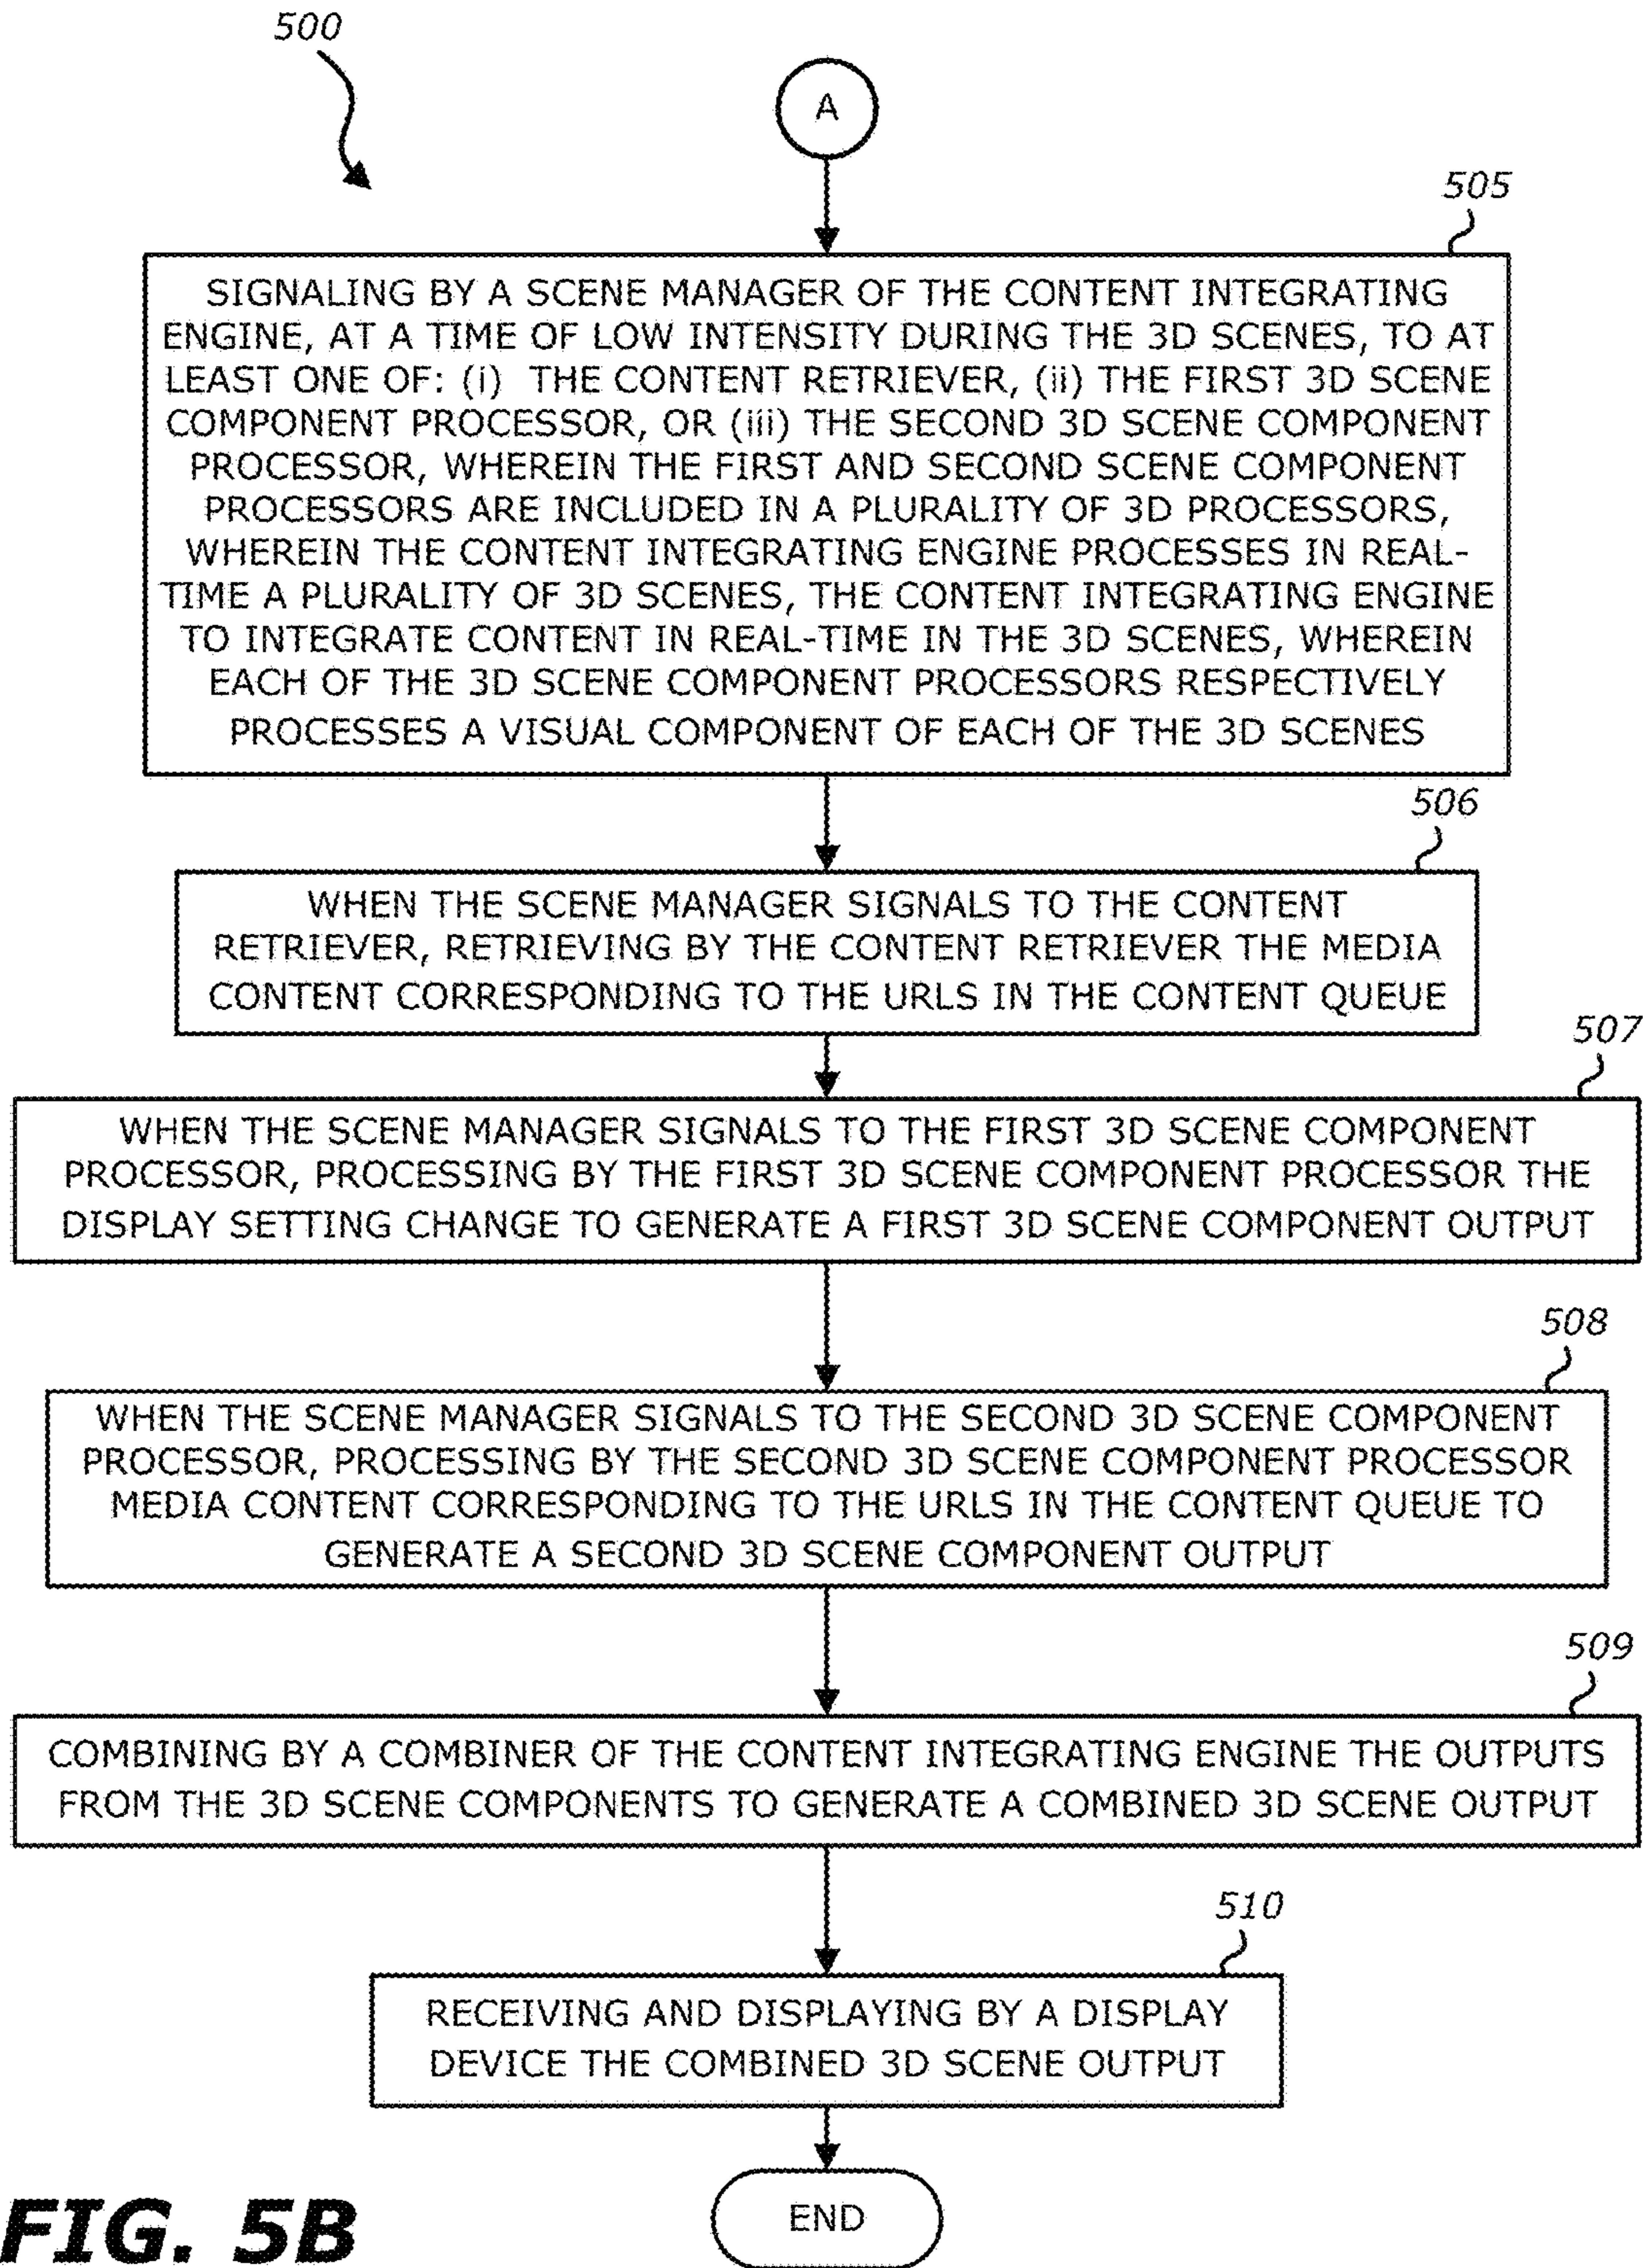 500
A
505
SIGNALING BY A SCENE MANAGER OF THE CONTENT INTEGRATING
ENGINE, AT A TIME OF LOW INTENSITY DURING THE 3D SCENES, TO AT
LEAST ONE OF: (i) THE CONTENT RETRIEVER, (ii) THE FIRST 3D SCENE
COMPONENT PROCESSOR, OR (iii) THE SECOND 3D SCENE COMPONENT
PROCESSOR, WHEREIN THE FIRST AND SECOND SCENE COMPONENT
PROCESSORS ARE INCLUDED IN A PLURALITY OF 3D PROCESSORS,
WHEREIN THE CONTENT INTEGRATING ENGINE PROCESSES IN REAL-
TIME A PLURALITY OF 3D SCENES, THE CONTENT INTEGRATING ENGINE
TO INTEGRATE CONTENT IN REAL-TIME IN THE 3D SCENES, WHEREIN
EACH OF THE 3D SCENE COMPONENT PROCESSORS RESPECTIVELY
PROCESSES A VISUAL COMPONENT OF EACH OF THE 3D SCENES
506
WHEN THE SCENE MANAGER SIGNALS TO THE CONTENT
RETRIEVER, RETRIEVING BY THE CONTENT RETRIEVER THE MEDIA
CONTENT CORRESPONDING TO THE URLS IN THE CONTENT QUEUE
507
WHEN THE SCENE MANAGER SIGNALS TO THE FIRST 3D SCENE COMPONENT
PROCESSOR, PROCESSING BY THE FIRST 3D SCENE COMPONENT PROCESSOR THE
DISPLAY SETTING CHANGE TO GENERATE A FIRST 3D SCENE COMPONENT OUTPUT
508
WHEN THE SCENE MANAGER SIGNALS TO THE SECOND 3D SCENE COMPONENT
PROCESSOR, PROCESSING BY THE SECOND 3D SCENE COMPONENT PROCESSOR
MEDIA CONTENT CORRESPONDING TO THE URLS IN THE CONTENT QUEUE TO
GENERATE A SECOND 3D SCENE COMPONENT OUTPUT
509
COMBINING BY A COMBINER OF THE CONTENT INTEGRATING ENGINE THE OUTPUTS
FROM THE 3D SCENE COMPONENTS TO GENERATE A COMBINED 3D SCENE OUTPUT
510
RECEIVING AND DISPLAYING BY A DISPLAY
DEVICE THE COMBINED 3D SCENE OUTPUT
END
FIG. 5B